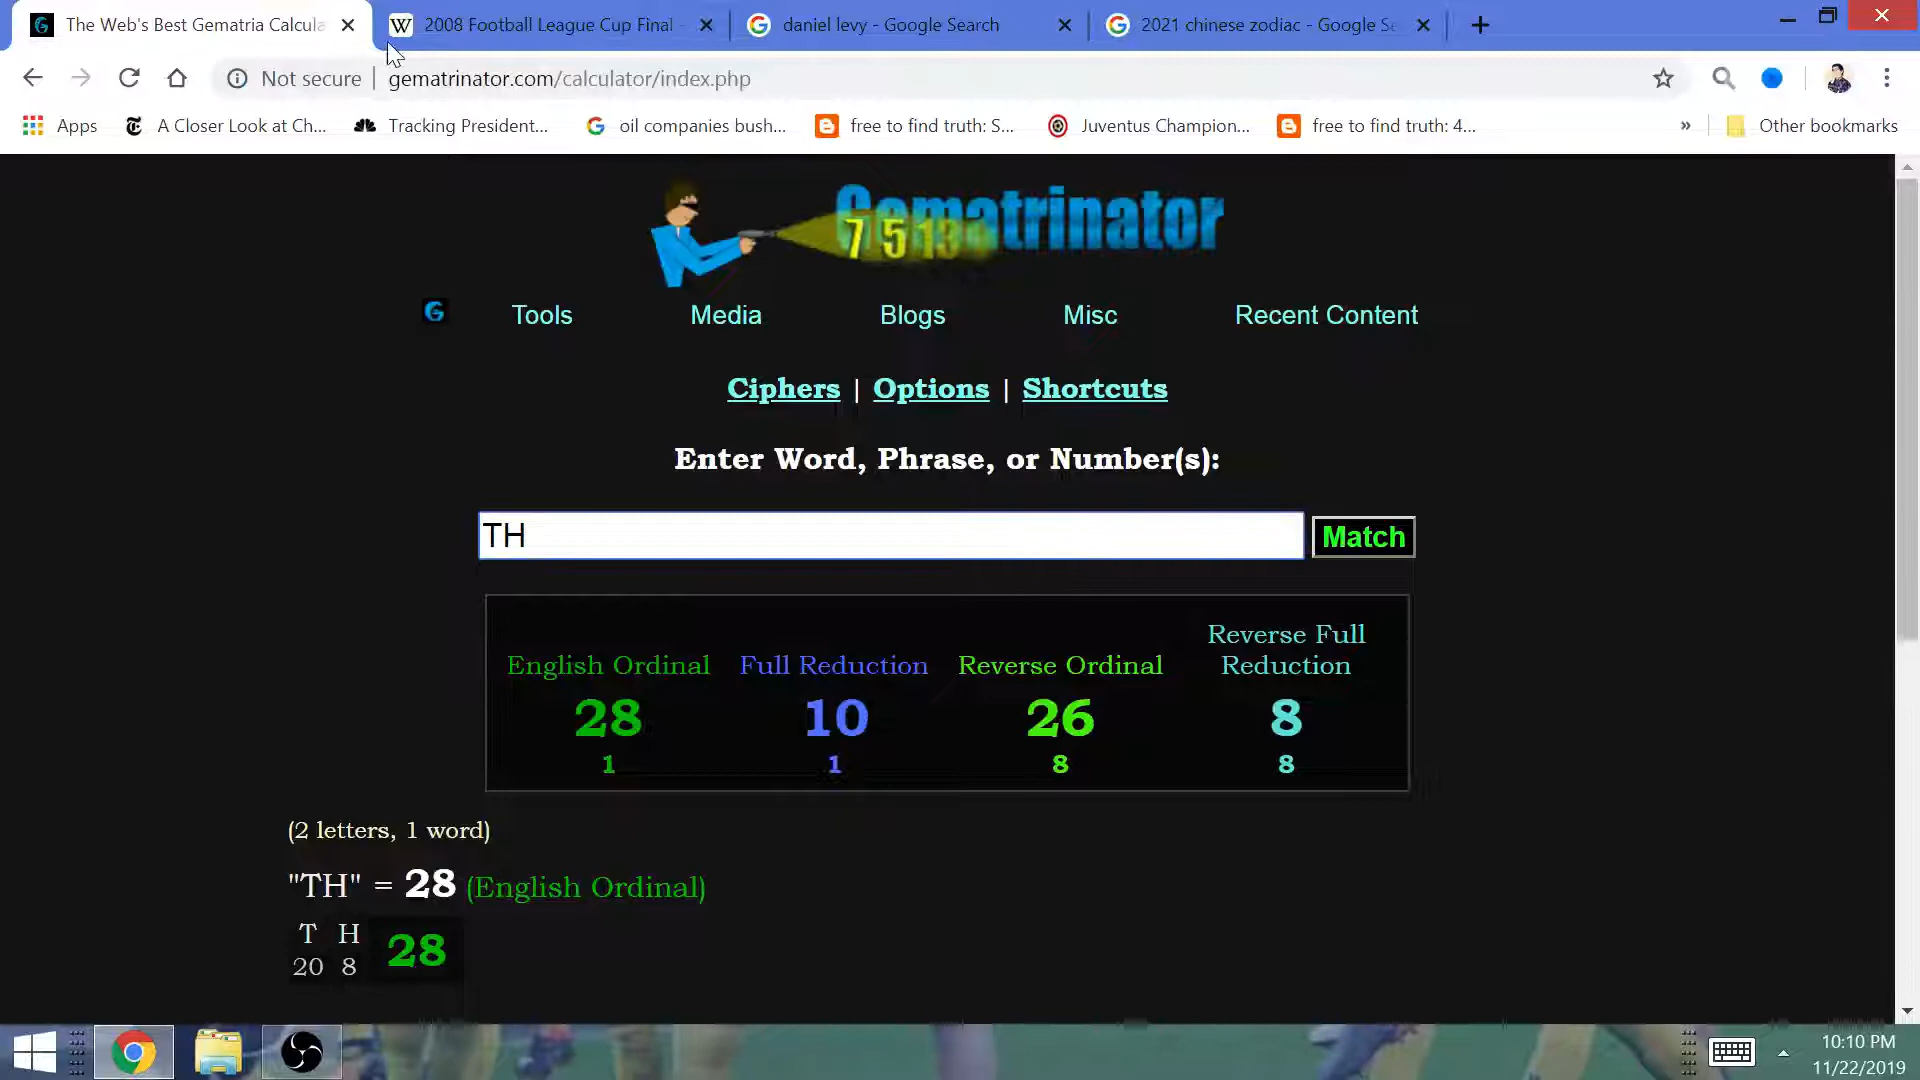 The Web's Best Gematria Calcula
2008 Football League Cup Final -
daniel levy - Google Search
2021 chinese zodiac - Google Se
Not secure | gematrinator.com/calculator/index.php
Apps
A Closer Look at Ch...
Tracking President...
oil companies bush...
free to find truth: S...
Juventus Champion...
free to find truth: 4...
»
Other bookmarks
Gematrinator
7 5 13
G
Tools
Media
Blogs
Misc
Recent Content
Ciphers | Options | Shortcuts
Enter Word, Phrase, or Number(s):
TH
Match
English Ordinal
Full Reduction
Reverse Ordinal
Reverse Full
Reduction
28
10
26
8
1
1
8
8
(2 letters, 1 word)
"TH" = 28 (English Ordinal)
T H
20 8
28
10:10 PM
11/22/2019